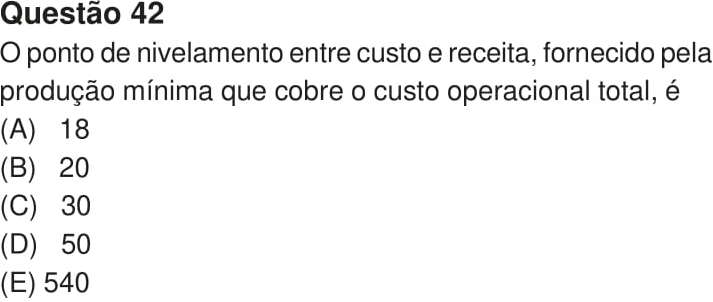 Questão 42
O ponto de nivelamento entre custo e receita, fornecido pela
produção mínima que cobre o custo operacional total, é
(A) 18
(B) 20
(C) 30
(D) 50
(E) 540